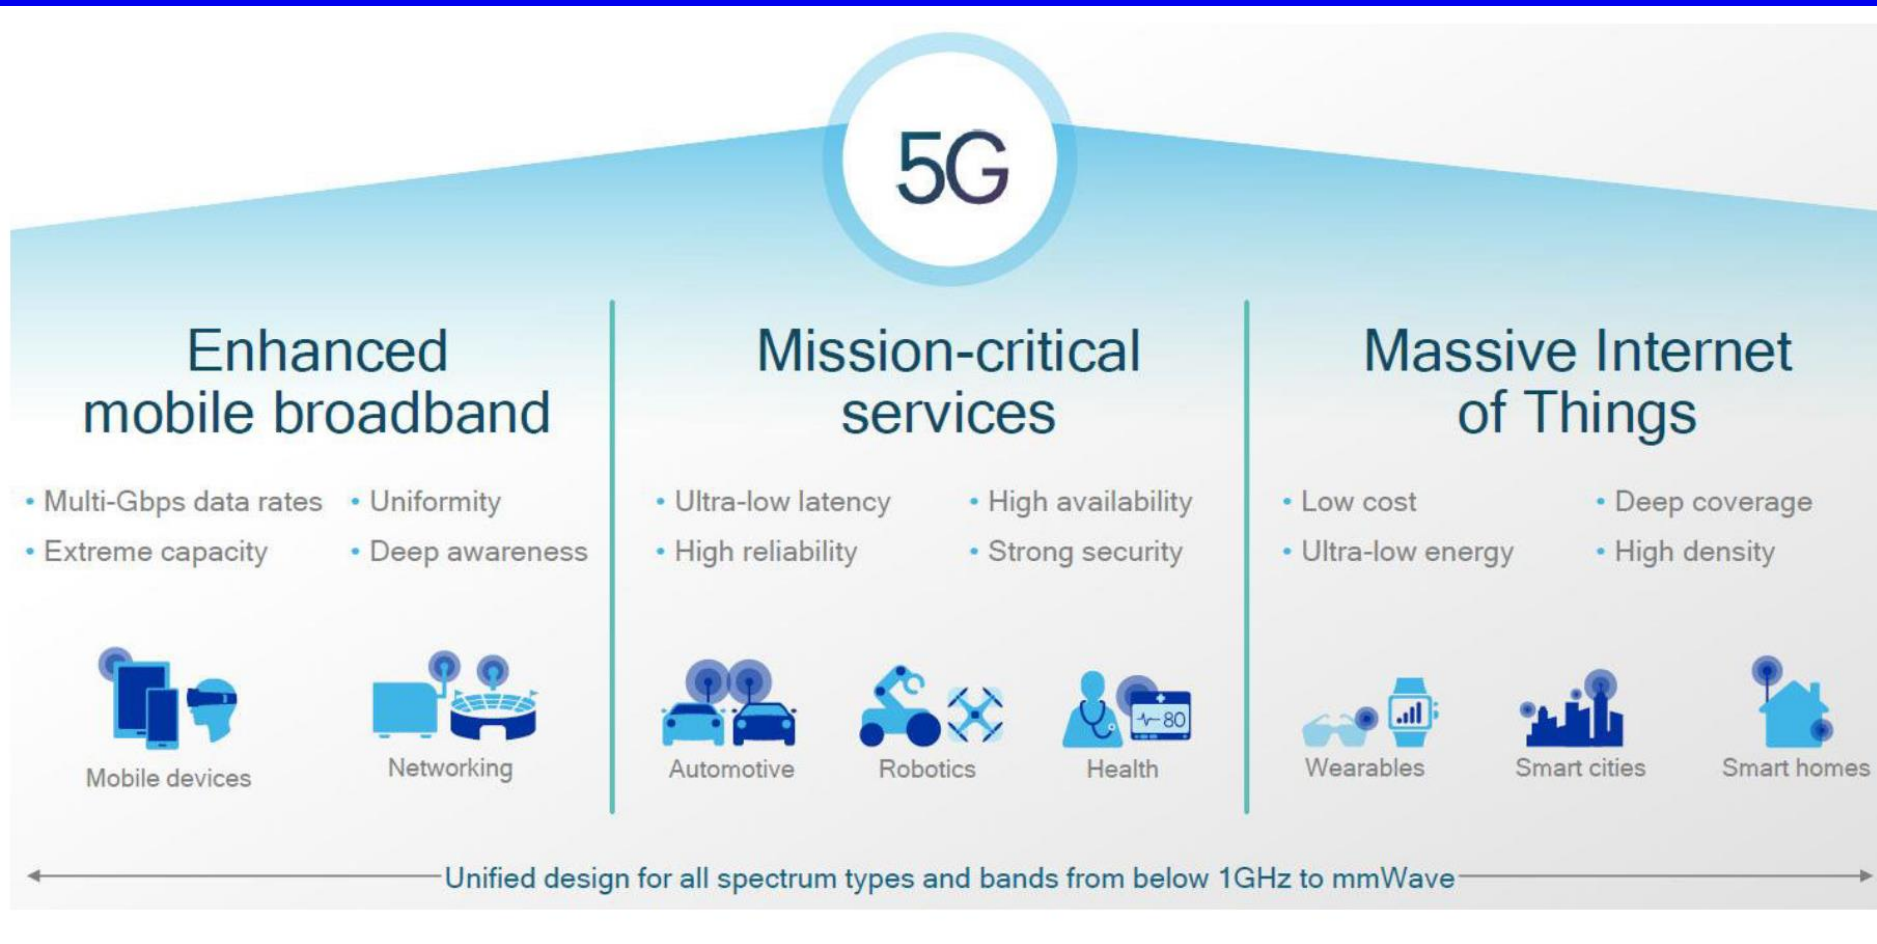 5G
Enhanced
mobile broadband
• Multi-Gbps data rates • Uniformity
• Extreme capacity • Deep awareness
Mobile devices
Networking
Mission-critical
services
• Ultra-low latency • High availability
• High reliability • Strong security
80
Automotive
Robotics
Health
Massive Internet
of Things
• Low cost • Deep coverage
• Ultra-low energy • High density
Wearables
Smart cities
Smart homes
Unified design for all spectrum types and bands from below 1GHz to mmWave